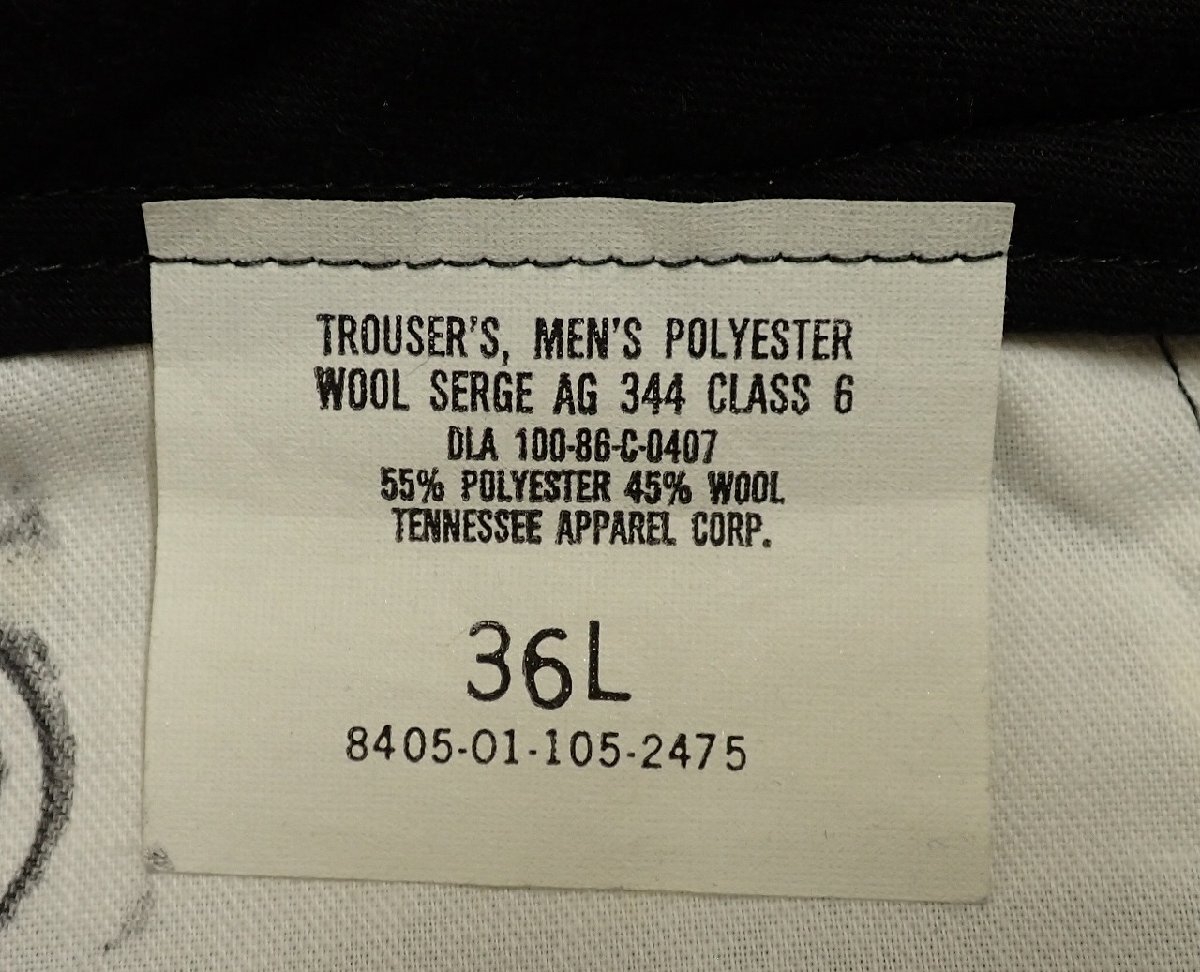 TROUSER'S, MEN'S POLYESTER
WOOL SERGE AG 344 CLASS 6
DLA 100-86-C-0407
55% POLYESTER 45% WOOL
TENNESSEE APPAREL CORP.
36L
8405-01-105-2475